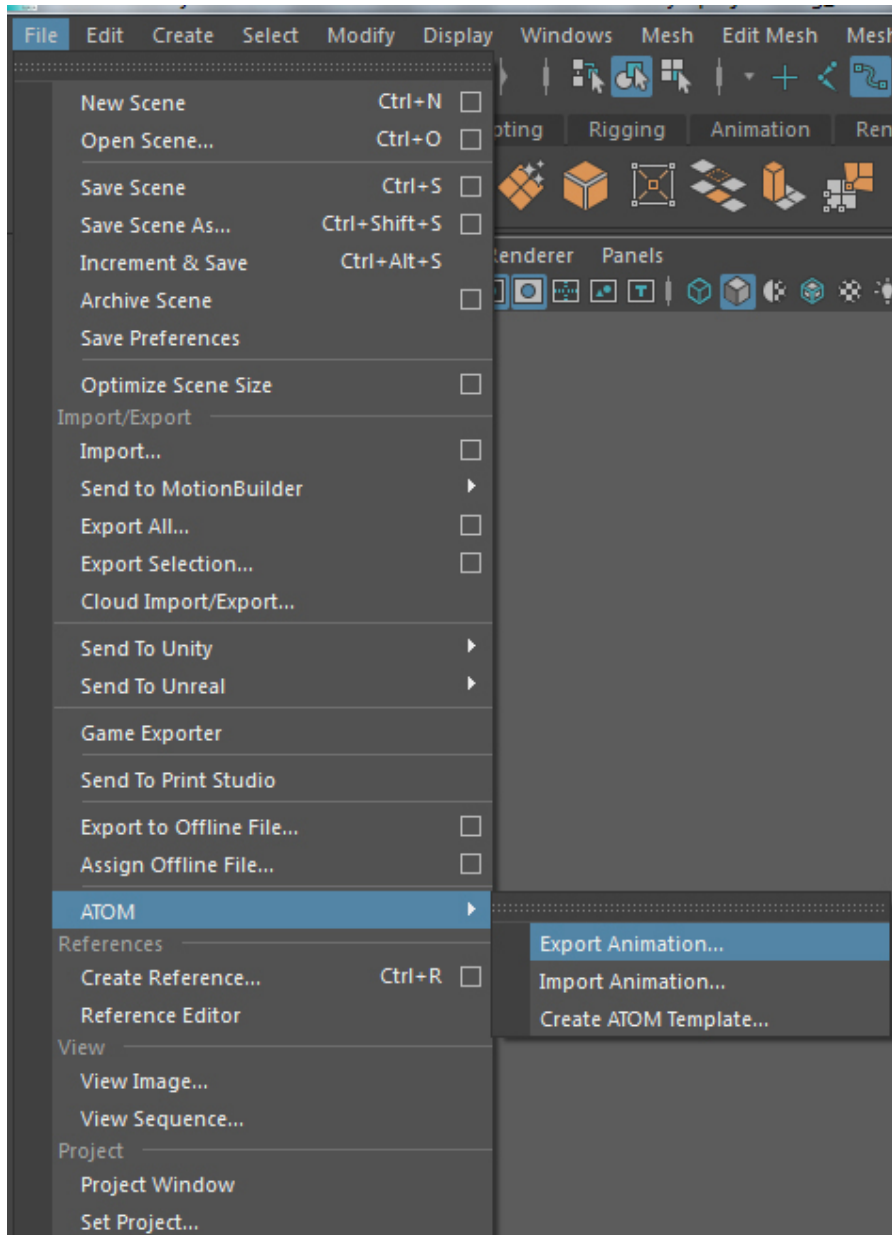 File Edit Create Select Modify Display Windows Mesh Edit Mesh Mesh
pting Rigging Animation Ren
Renderer Panels
New Scene Ctrl+N
Open Scene... Ctrl+O
Save Scene Ctrl+S
Save Scene As... Ctrl+Shift+S
Increment & Save Ctrl+Alt+S
Archive Scene
Save Preferences
Optimize Scene Size
Import/Export
Import...
Send to MotionBuilder
Export All...
Export Selection...
Cloud Import/Export...
Send To Unity
Send To Unreal
Game Exporter
Send To Print Studio
Export to Offline File...
Assign Offline File...
ATOM
Export Animation...
Import Animation...
Create ATOM Template...
References
Create Reference... Ctrl+R
Reference Editor
View
View Image...
View Sequence...
Project
Project Window
Set Project...